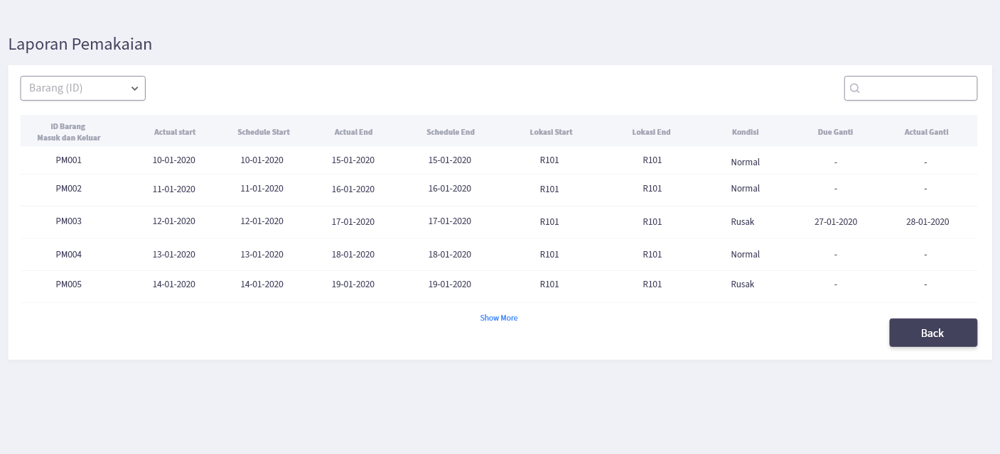 Laporan Pemakaian
Barang (ID)
ID Barang
Masuk dan Keluar Actual start Schedule Start Actual End Schedule End Lokasi Start Lokasi End Kondisi Due Ganti Actual Ganti
PM001 10-01-2020 10-01-2020 15-01-2020 15-01-2020 R101 R101 Normal - -
PM002 11-01-2020 11-01-2020 16-01-2020 16-01-2020 R101 R101 Normal - -
PM003 12-01-2020 12-01-2020 17-01-2020 17-01-2020 R101 R101 Rusak 27-01-2020 28-01-2020
PM004 13-01-2020 13-01-2020 18-01-2020 18-01-2020 R101 R101 Normal - -
PM005 14-01-2020 14-01-2020 19-01-2020 19-01-2020 R101 R101 Rusak - -
Show More
Back